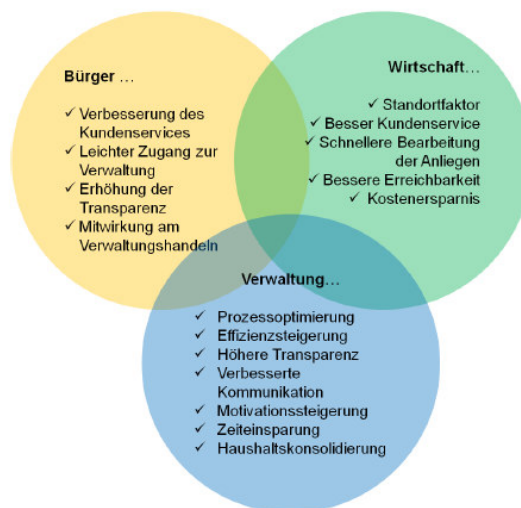 Bürger …
✓ Verbesserung des
Kundenservices
✓ Leichter Zugang zur
Verwaltung
✓ Erhöhung der
Transparenz
✓ Mitwirkung am
Verwaltungshandeln
Wirtschaft…
✓ Standortfaktor
✓ Besser Kundenservice
✓ Schnellere Bearbeitung
der Anliegen
✓ Bessere Erreichbarkeit
✓ Kostenersparnis
Verwaltung…
✓ Prozessoptimierung
✓ Effizienzsteigerung
✓ Höhere Transparenz
✓ Verbesserte
Kommunikation
✓ Motivationssteigerung
✓ Zeiteinsparung
✓ Haushaltskonsolidierung